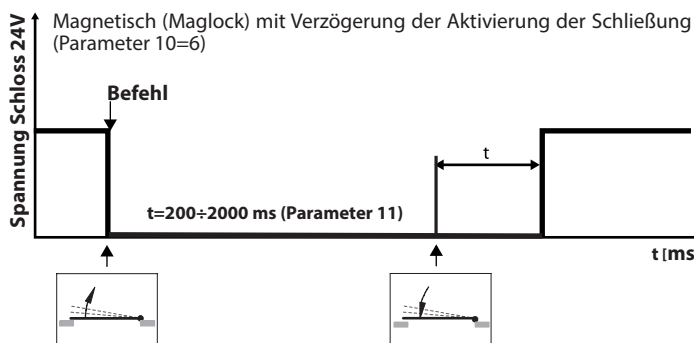 Magnetisch (Maglock) mit Verzögerung der Aktivierung der Schließung
(Parameter 10=6)
Spannung Schloss 24V
Befehl
t
t=200÷2000 ms (Parameter 11)
t [ms